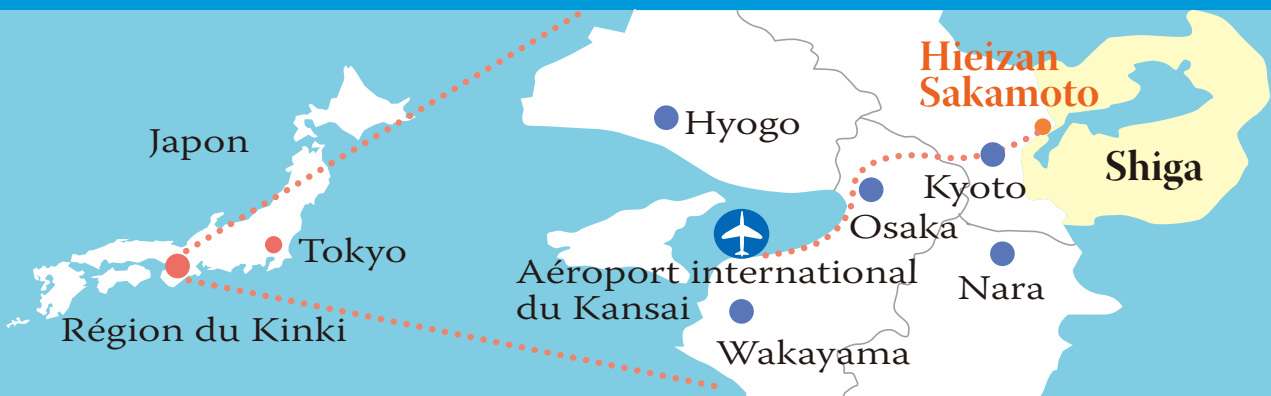 Japon
Tokyo
Région du Kinki
Hyogo
Hieizan
Sakamoto
Shiga
Kyoto
Osaka
Aéroport international
du Kansai
Nara
Wakayama